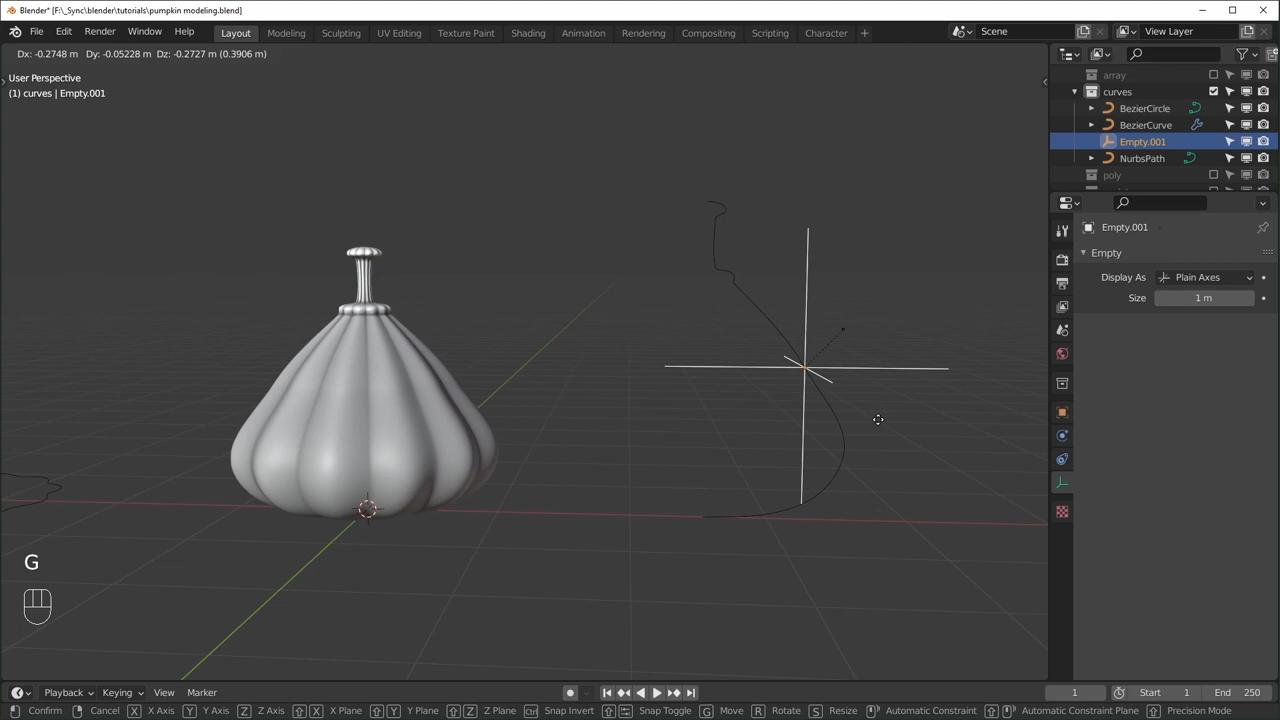 Blender* [F:\_Sync\blender\tutorials\pumpkin modeling.blend]
File Edit Render Window Help Layout Modeling Sculpting UV Editing Texture Paint Shading Animation Rendering Compositing Scripting Character + Scene View Layer
Dx: -0.2748 m Dy: -0.05228 m Dz: -0.2727 m (0.3906 m)
User Perspective
(1) curves | Empty.001
array
curves
BezierCircle
BezierCurve
Empty.001
NurbsPath
poly
Empty.001
Empty
Display As Plain Axes
Size 1 m
G
Playback Keying View Marker 1 Start 1 End 250
Confirm Cancel X X Axis Y Y Axis Z Z Axis X X Plane Y Y Plane Z Z Plane Ctrl Snap Invert Snap Toggle G Move R Rotate S Resize Automatic Constraint Automatic Constraint Plane Precision Mode